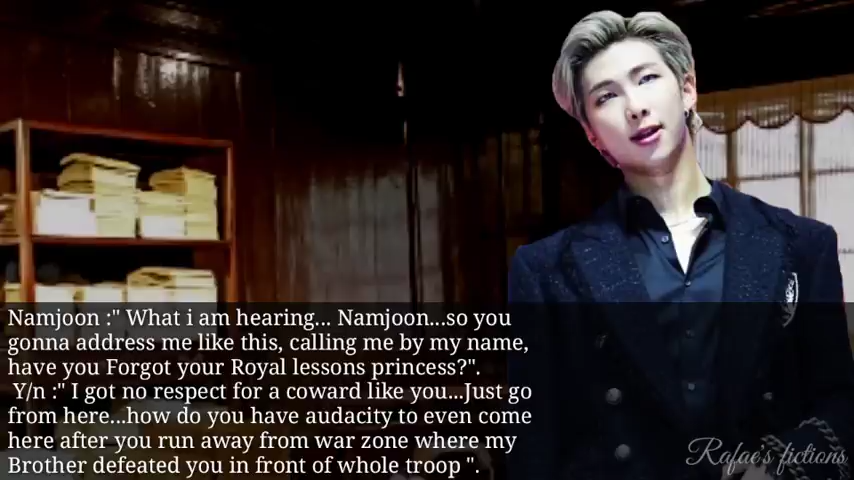 Namjoon :" What i am hearing... Namjoon...so you
gonna address me like this, calling me by my name,
have you Forgot your Royal lessons princess?".
Y/n :" I got no respect for a coward like you...Just go
from here...how do you have audacity to even come
here after you run away from war zone where my
Brother defeated you in front of whole troop ".
Rafae's fictions